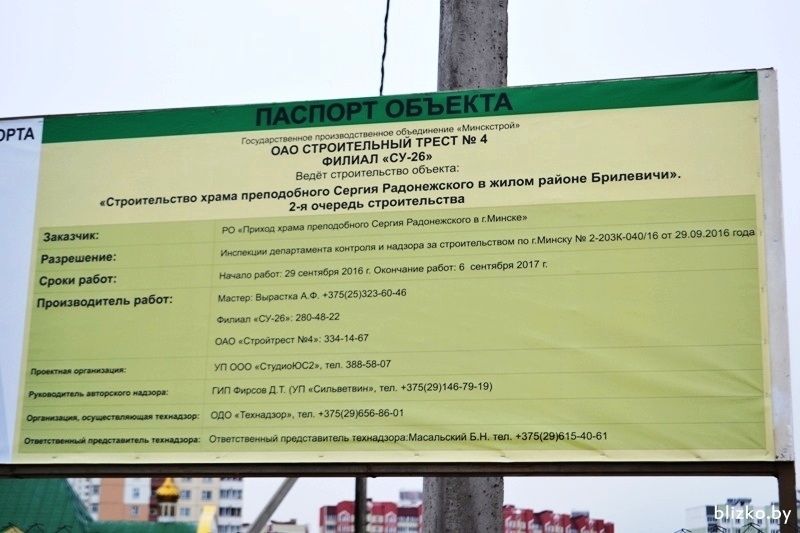 ОРТА
ПАСПОРТ ОБЪЕКТА
Государственное производственное объединение «Минскстрой»
ОАО СТРОИТЕЛЬНЫЙ ТРЕСТ № 4
ФИЛИАЛ «СУ-26»
Ведёт строительство объекта:
«Строительство храма преподобного Сергия Радонежского в жилом районе Брилевичи».
2-я очередь строительства
Заказчик: РО «Приход храма преподобного Сергия Радонежского в г.Минске»
Разрешение: Инспекции департамента контроля и надзора за строительством по г.Минску № 2-203К-040/16 от 29.09.2016 года
Сроки работ: Начало работ: 29 сентября 2016 г. Окончание работ: 6 сентября 2017 г.
Производитель работ: Мастер: Вырастка А.Ф. +375(25)323-60-46
Филиал «СУ-26»: 280-48-22
ОАО «Стройтрест №4»: 334-14-67
Проектная организация: УП ООО «СтудиоЮС2», тел. 388-58-07
Руководитель авторского надзора: ГИП Фирсов Д.Т. (УП «Сильветвин», тел. +375(29)146-79-19)
Организация, осуществляющая технадзор: ОДО «Технадзор», тел. +375(29)656-86-01
Ответственный представитель технадзора: Ответственный представитель технадзора:Масальский Б.Н. тел. +375(29)615-40-61
blizko.by